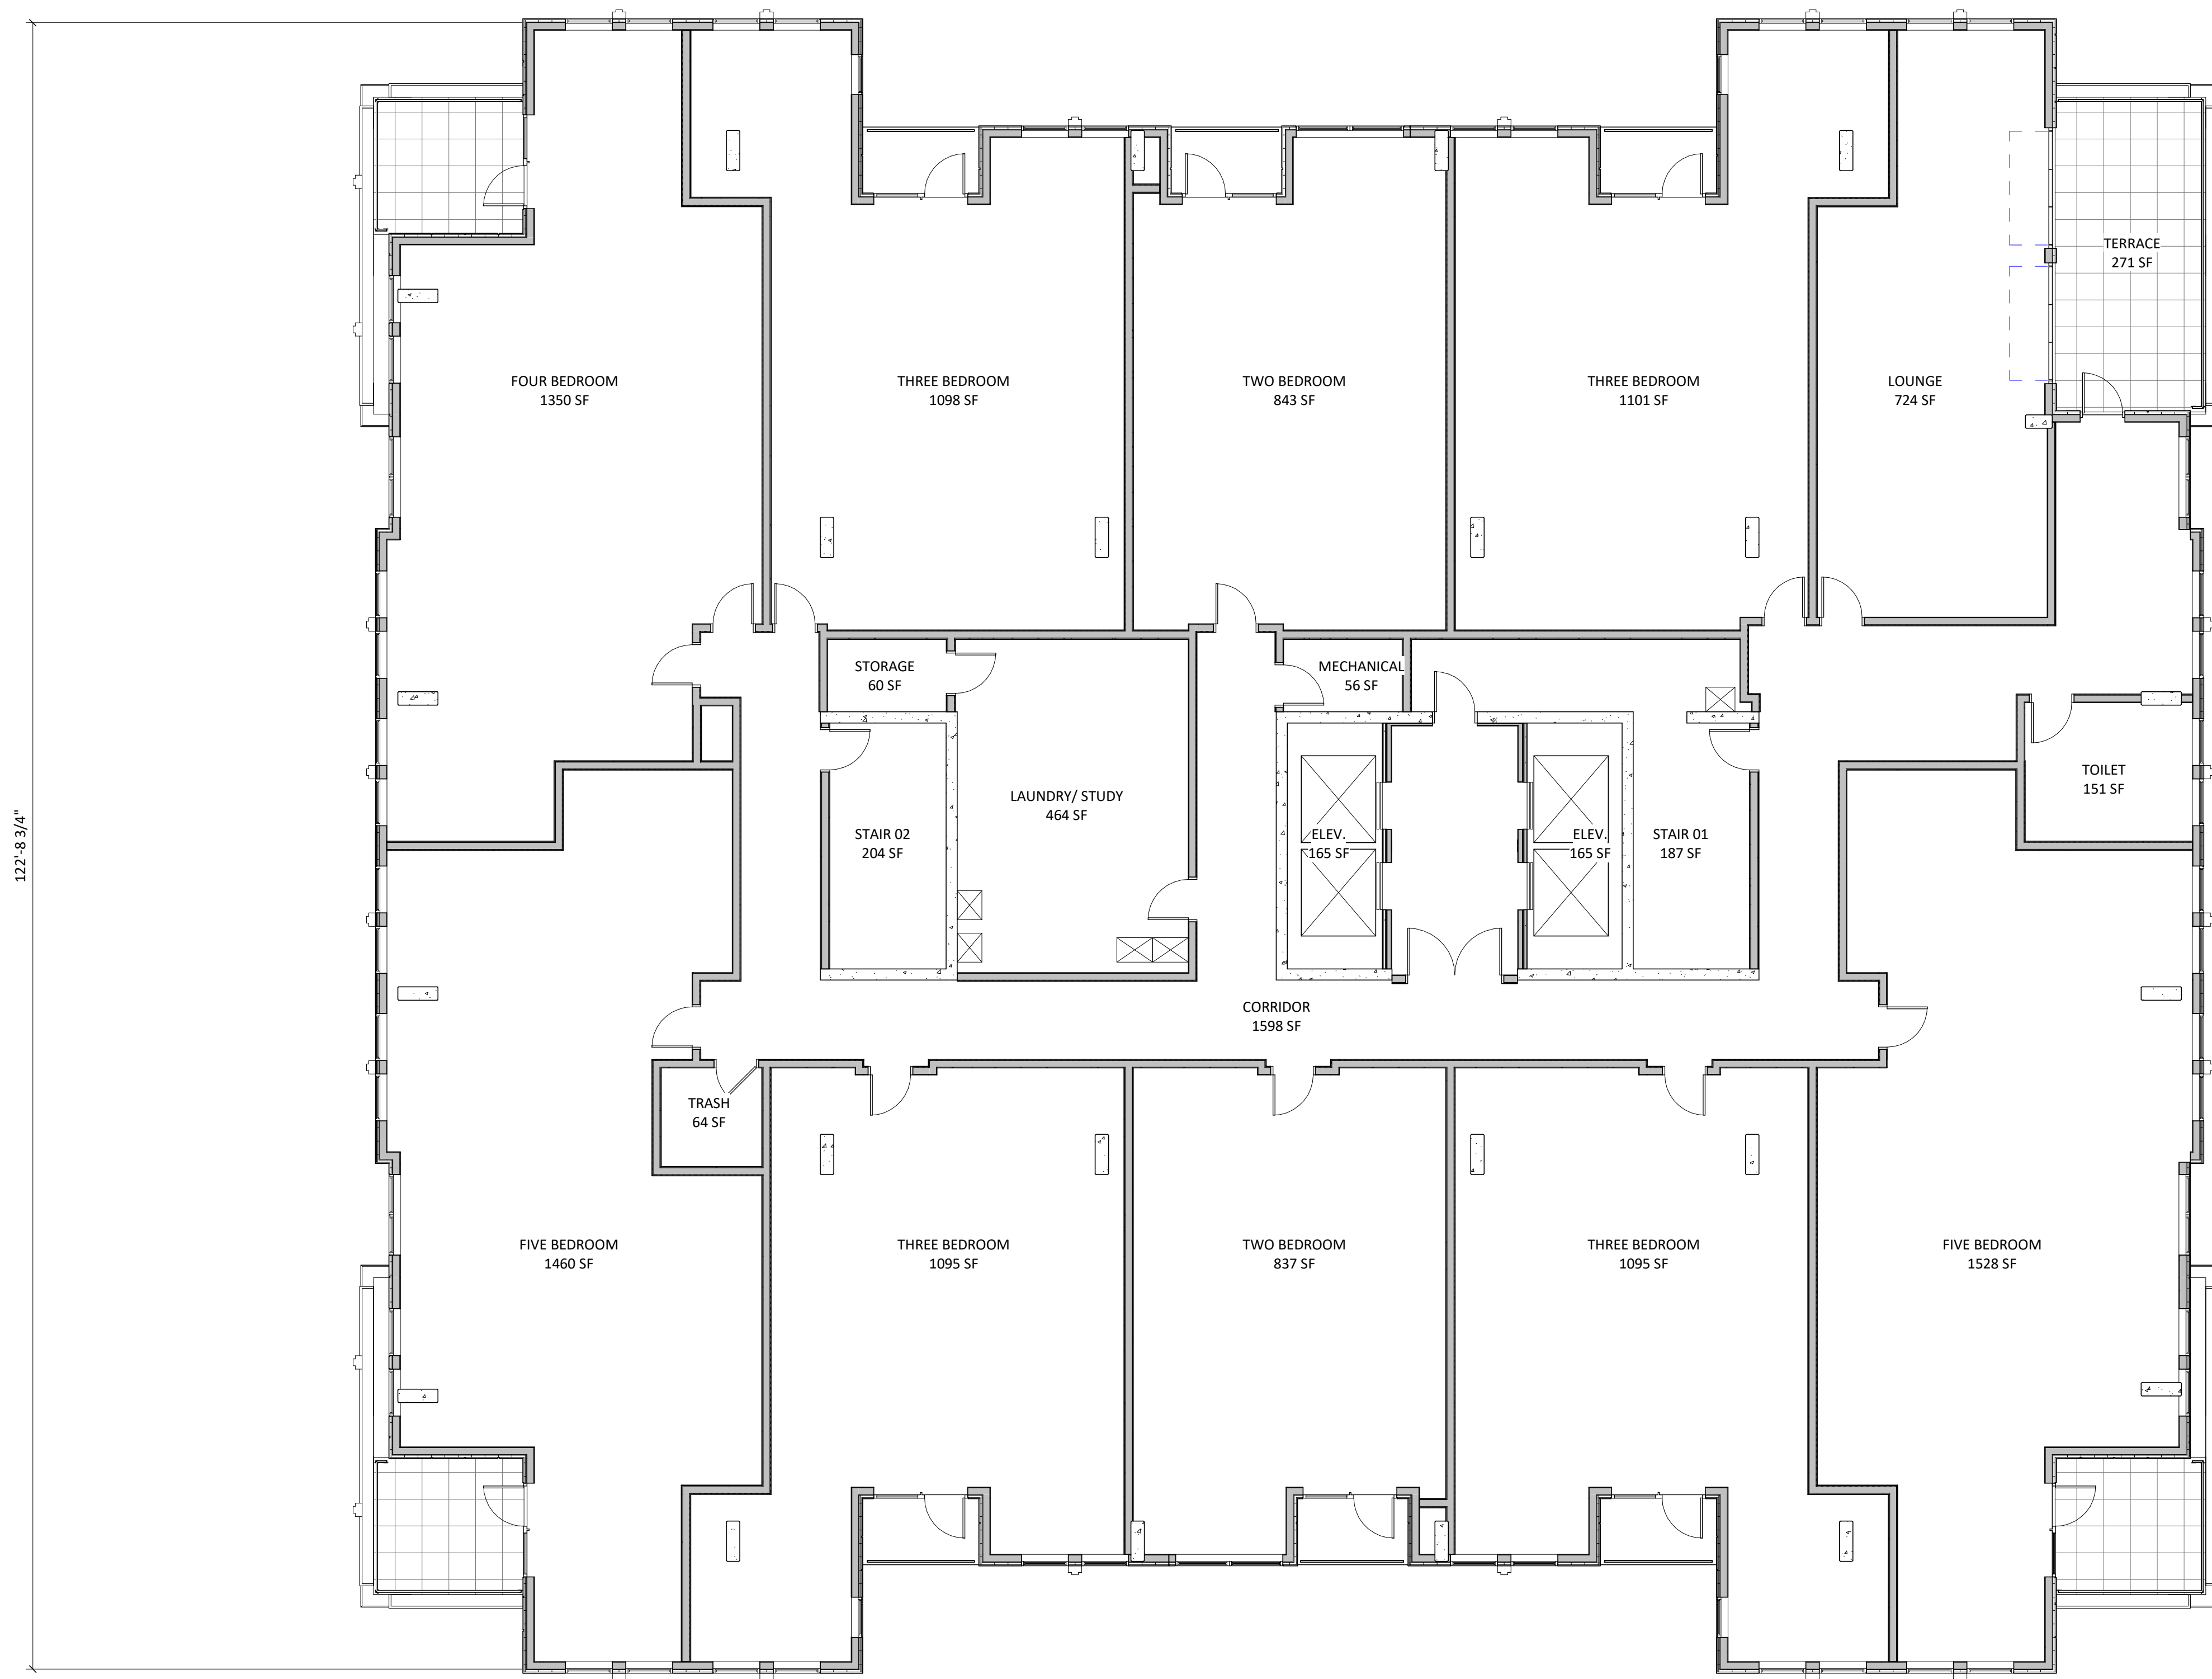 TERRACE
271 SF
FOUR BEDROOM
1350 SF
THREE BEDROOM
1098 SF
TWO BEDROOM
843 SF
THREE BEDROOM
1101 SF
LOUNGE
724 SF
STORAGE
60 SF
MECHANICAL
56 SF
TOILET
151 SF
LAUNDRY/ STUDY
464 SF
STAIR 02
204 SF
ELEV.
165 SF
ELEV.
165 SF
STAIR 01
187 SF
122'-8 3/4"
CORRIDOR
1598 SF
TRASH
64 SF
FIVE BEDROOM
1460 SF
THREE BEDROOM
1095 SF
TWO BEDROOM
837 SF
THREE BEDROOM
1095 SF
FIVE BEDROOM
1528 SF